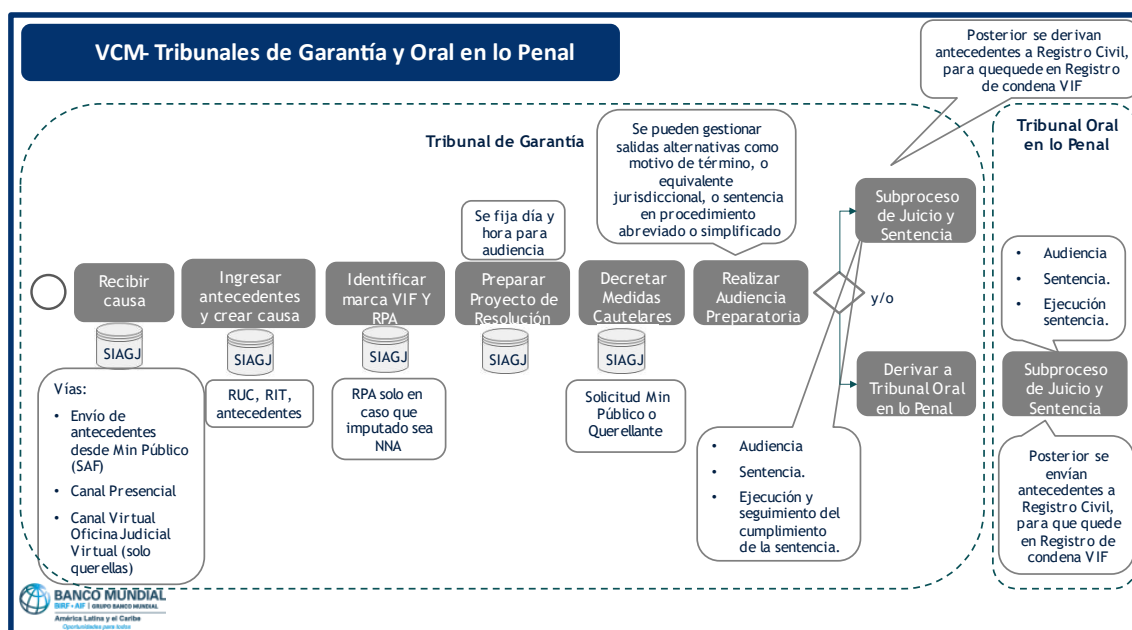 VCM- Tribunales de Garantía y Oral en lo Penal
Posterior se derivan
antecedentes a Registro Civil,
para quequede en Registro
de condena VIF
Tribunal de Garantía
Se pueden gestionar
salidas alternativas como
motivo de término, o
equivalente
jurisdiccional, o sentencia
en procedimiento
abreviado o simplificado
Tribunal Oral
en lo Penal
Se fija día y
hora para
audiencia
Subproceso
de Juicio y
Sentencia
Recibir
causa
Ingresar
antecedentes
y crear causa
Identificar
marca VIF Y
RPA
Preparar
Proyecto de
Resolución
Decretar
Medidas
Cautelares
Realizar
Audiencia
Preparatoria
y/o
• Audiencia
• Sentencia.
• Ejecución
sentencia.
SIAGJ
SIAGJ
SIAGJ
SIAGJ
SIAGJ
Vías:
• Envío de
antecedentes
desde Min Público
(SAF)
• Canal Presencial
• Canal Virtual
Oficina Judicial
Virtual (solo
querellas)
RUC, RIT,
antecedentes
RPA solo en
caso que
imputado sea
NNA
Solicitud Min
Público o
Querellante
Derivar a
Tribunal Oral
en lo Penal
Subproceso
de Juicio y
Sentencia
• Audiencia
• Sentencia.
• Ejecución y
seguimiento del
cumplimiento
de la sentencia.
Posterior se
envían
antecedentes a
Registro Civil,
para que quede
en Registro de
condena VIF
BANCO MUNDIAL
BIRF • AIF | GRUPO BANCO MUNDIAL
América Latina y el Caribe
Oportunidades para todos